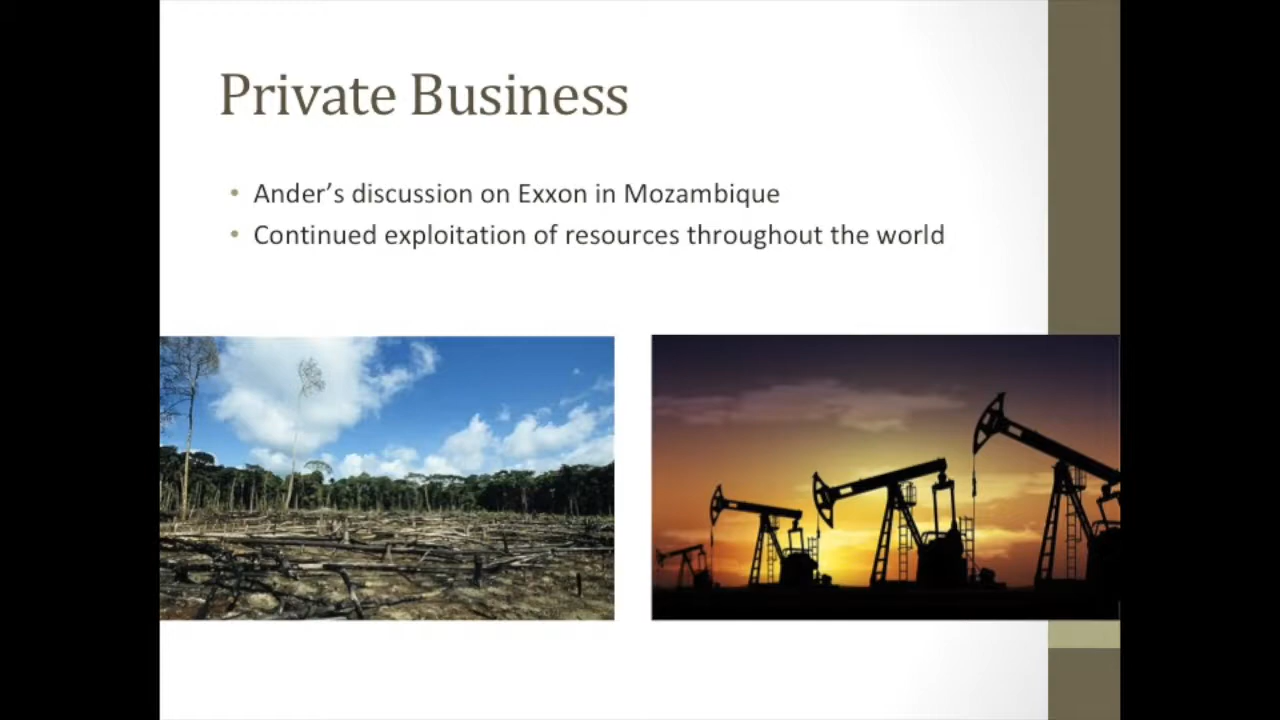 Private Business
• Ander’s discussion on Exxon in Mozambique
• Continued exploitation of resources throughout the world